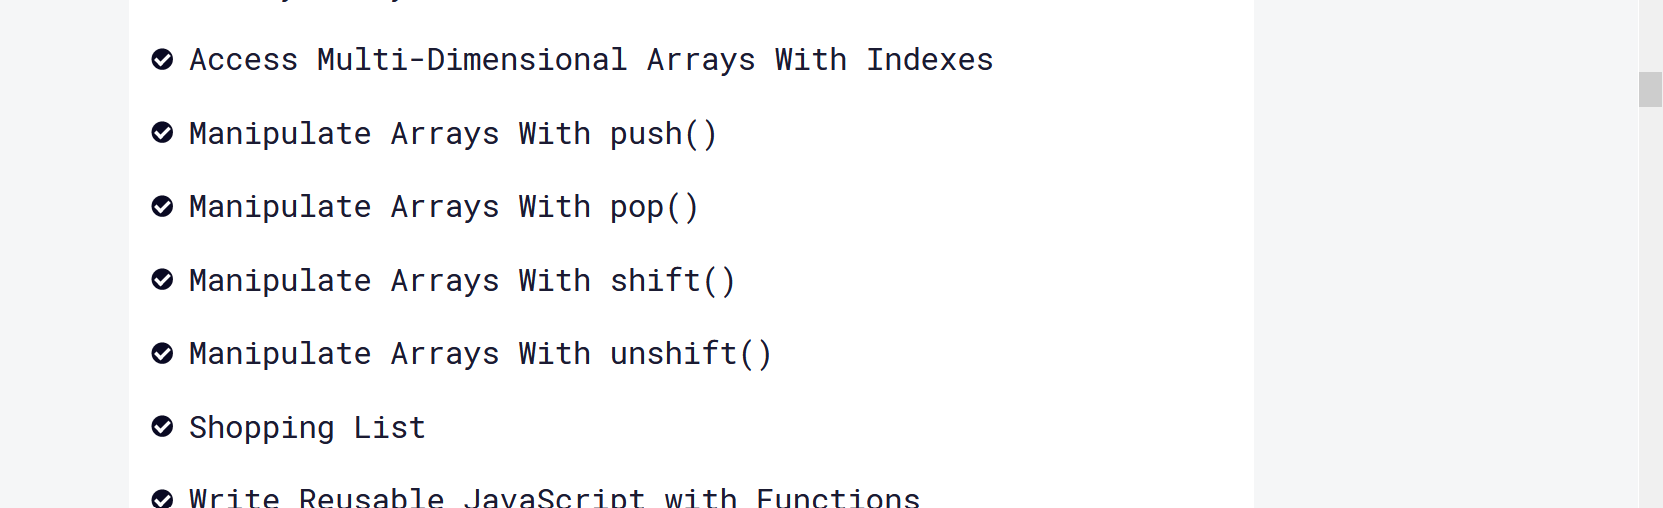 Access Multi-Dimensional Arrays With Indexes
Manipulate Arrays With push()
Manipulate Arrays With pop()
Manipulate Arrays With shift()
Manipulate Arrays With unshift()
Shopping List
Write Reusable JavaScript with Functions